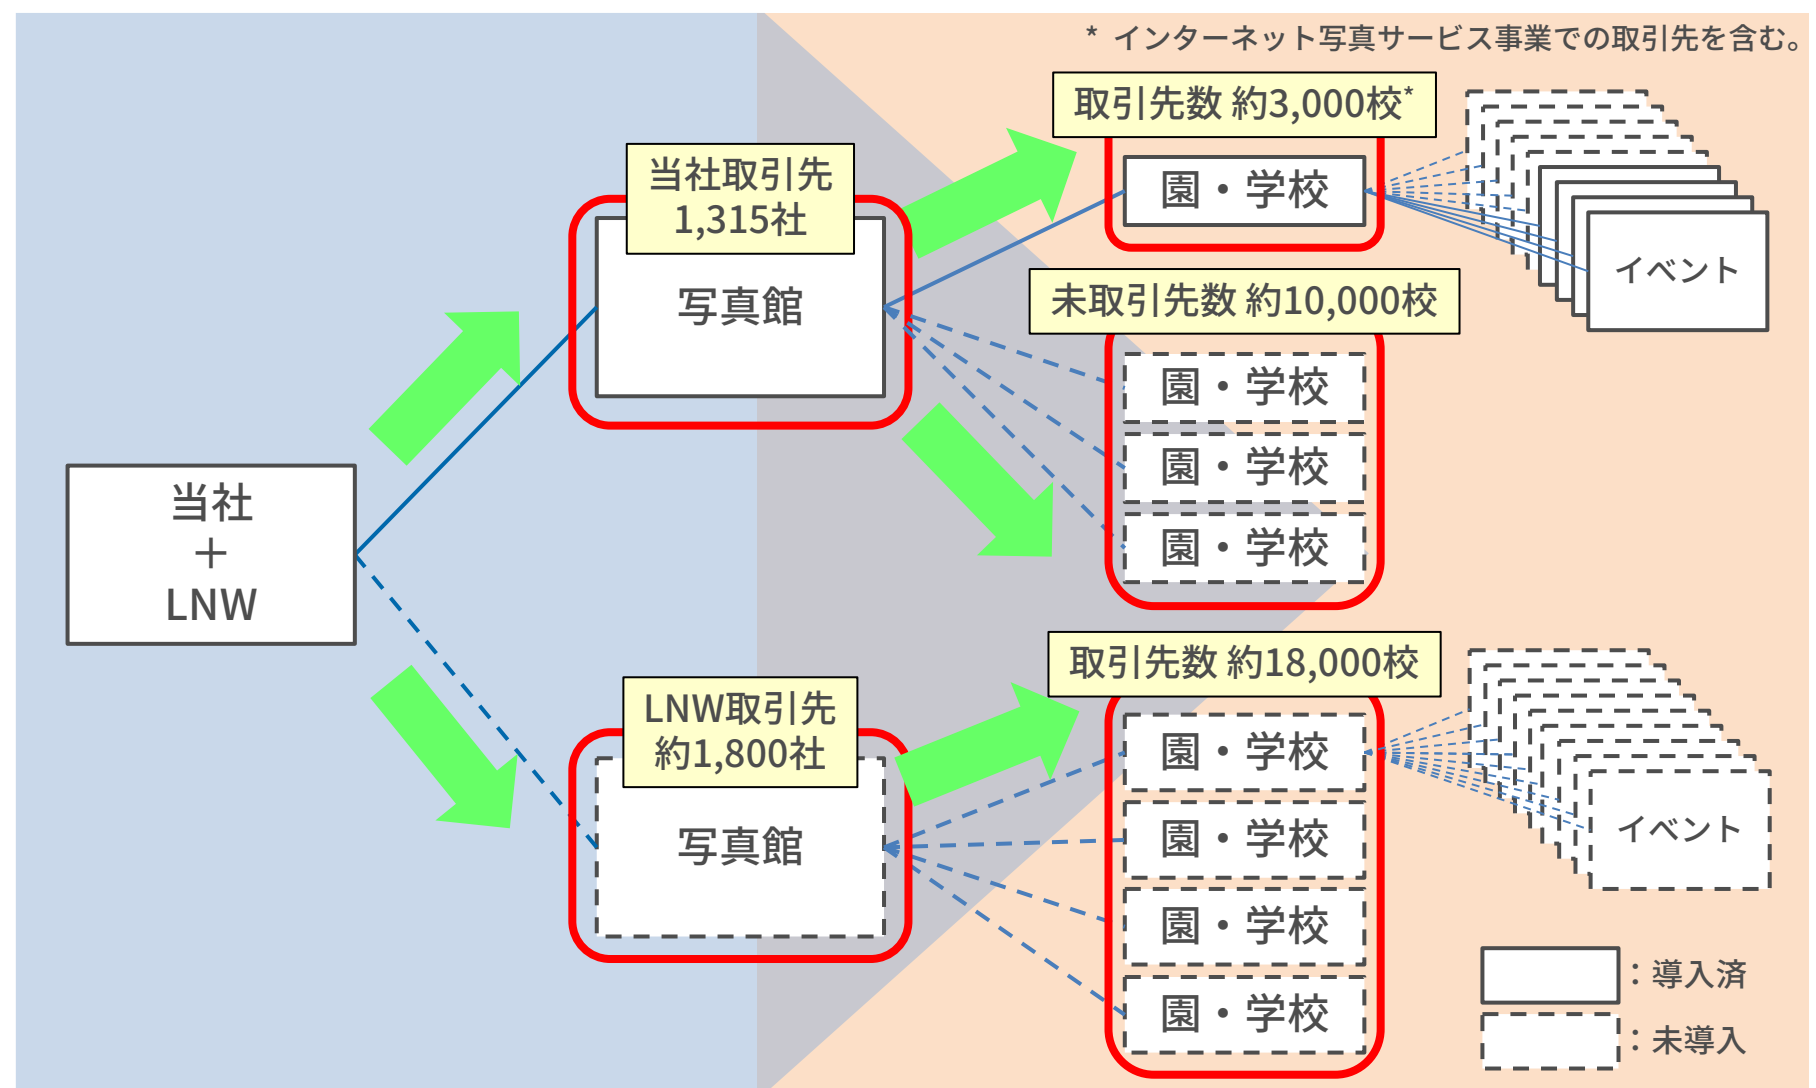 * インターネット写真サービス事業での取引先を含む。
取引先数 約3,000校*
園・学校
イベント
当社取引先
1,315社
写真館
未取引先数 約10,000校
園・学校
園・学校
園・学校
当社
＋
LNW
取引先数 約18,000校
LNW取引先
約1,800社
写真館
園・学校
園・学校
園・学校
園・学校
イベント
：導入済
：未導入